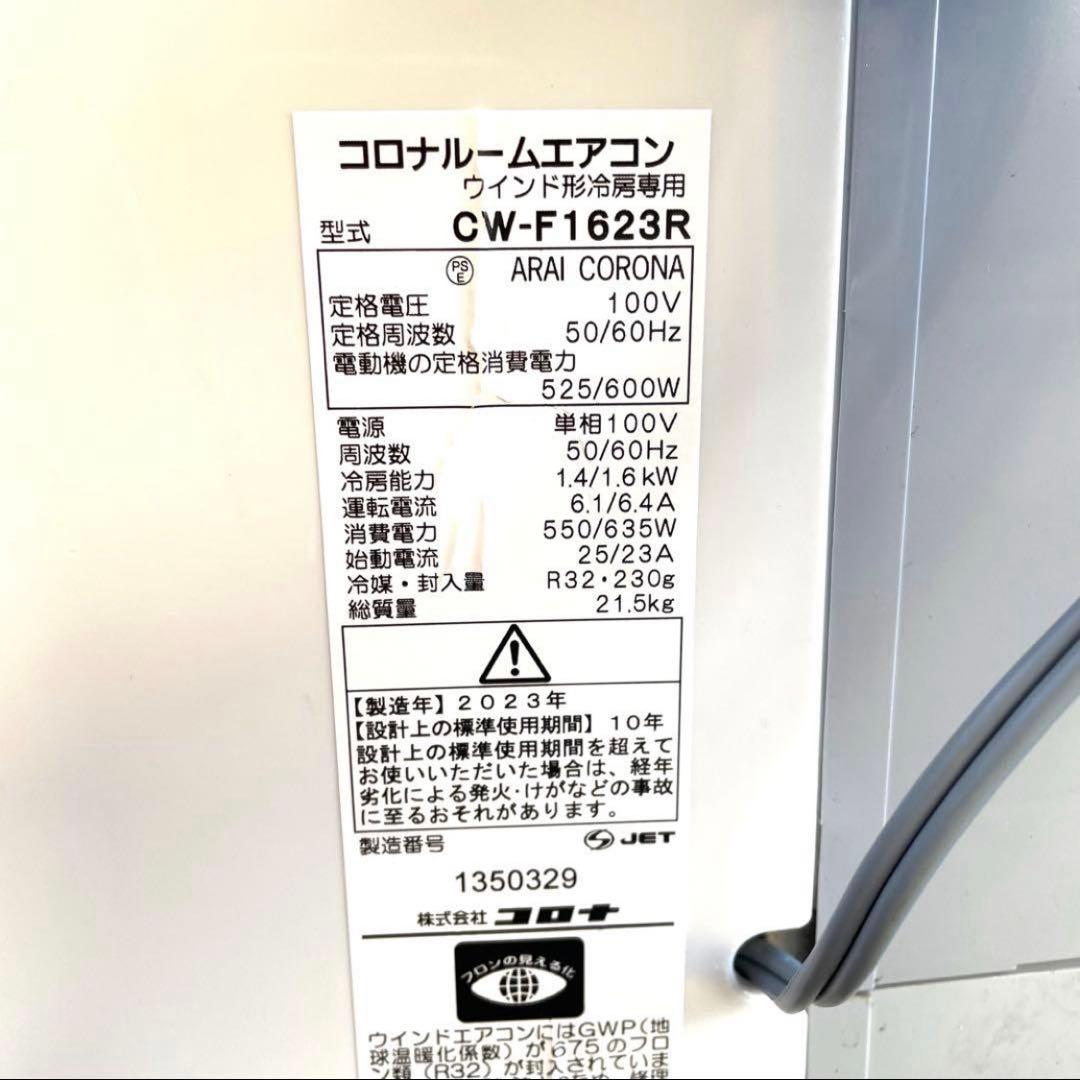 コロナルームエアコン
ウインド形冷房専用
型式 CW-F1623R
PSE ARAI CORONA
定格電圧 100V
定格周波数 50/60Hz
電動機の定格消費電力
525/600W
電源 単相100V
周波数 50/60Hz
冷房能力 1.4/1.6kW
運転電流 6.1/6.4A
消費電力 550/635W
始動電流 25/23A
冷媒・封入量 R32・230g
総質量 21.5kg
【製造年】2023年
【設計上の標準使用期間】10年
設計上の標準使用期間を超えて
お使いいただいた場合は、経年
劣化による発火・けがなどの事故
に至るおそれがあります。
製造番号 JET
1350329
株式会社 コロナ
フロンの見える化
ウインドエアコンにはGWP(地
球温暖化係数)が675のフロ
ン類(R32)が封入されていま